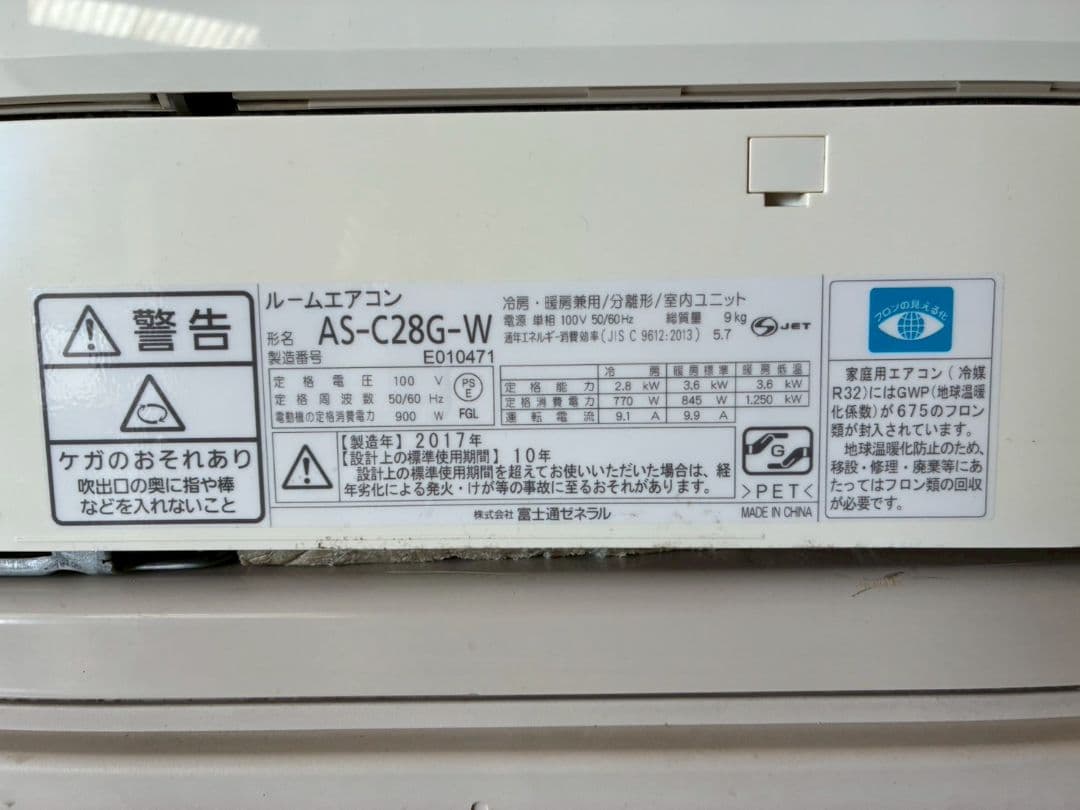 警告
ケガのおそれあり
吹出口の奥に指や棒
などを入れないこと
ルームエアコン
形名 AS-C28G-W
製造番号 E010471
冷房・暖房兼用/分離形/室内ユニット
電源 単相 100V 50/60Hz 総質量 9kg
通年エネルギー消費効率(JIS C 9612:2013) 5.7
S-JET
定格電圧 100 V
定格周波数 50/60 Hz
電動機の定格消費電力 900 W
PS
E
FGL
冷房 暖房標準 暖房低温
定格能力 2.8 kW 3.6 kW 3.6 kW
定格消費電力 770 W 845 W 1,250 kW
運転電流 9.1 A 9.9 A
【製造年】2017年
【設計上の標準使用期間】10年
設計上の標準使用期間を超えてお使いいただいた場合は、経
年劣化による発火・けが等の事故に至るおそれがあります。
G
>PET<
株式会社 富士通ゼネラル
MADE IN CHINA
フロンの見える化
家庭用エアコン(冷媒
R32)にはGWP(地球温暖
化係数)が675のフロン
類が封入されています。
地球温暖化防止のため、
移設・修理・廃棄等にあ
たってはフロン類の回収
が必要です。